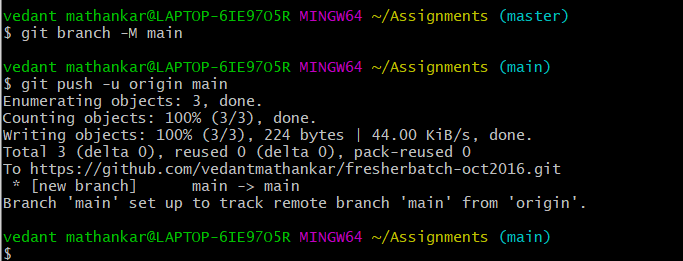 vedant mathankar@LAPTOP-6IE97O5R MINGW64 ~/Assignments (master)
$ git branch -M main
vedant mathankar@LAPTOP-6IE97O5R MINGW64 ~/Assignments (main)
$ git push -u origin main
Enumerating objects: 3, done.
Counting objects: 100% (3/3), done.
Writing objects: 100% (3/3), 224 bytes | 44.00 KiB/s, done.
Total 3 (delta 0), reused 0 (delta 0), pack-reused 0
To https://github.com/vedantmathankar/fresherbatch-oct2016.git
 * [new branch]      main -> main
Branch 'main' set up to track remote branch 'main' from 'origin'.
vedant mathankar@LAPTOP-6IE97O5R MINGW64 ~/Assignments (main)
$